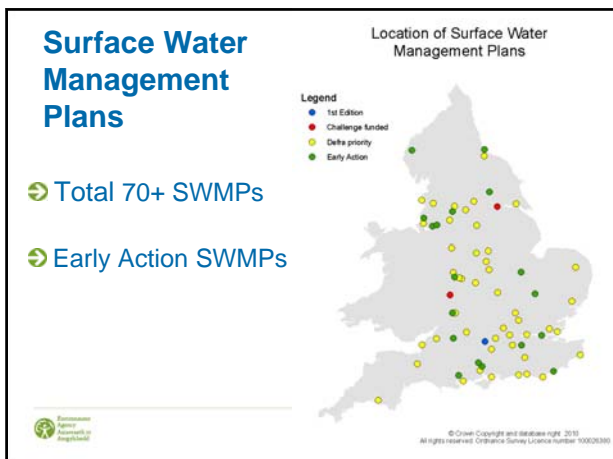 Surface Water
Management
Plans
Total 70+ SWMPs
Early Action SWMPs
Location of Surface Water
Management Plans
Legend
1st Edition
Challenge funded
Defra priority
Early Action
Environment
Agency
© Crown Copyright and database right 2010
All rights reserved. Ordnance Survey Licence number 100026380